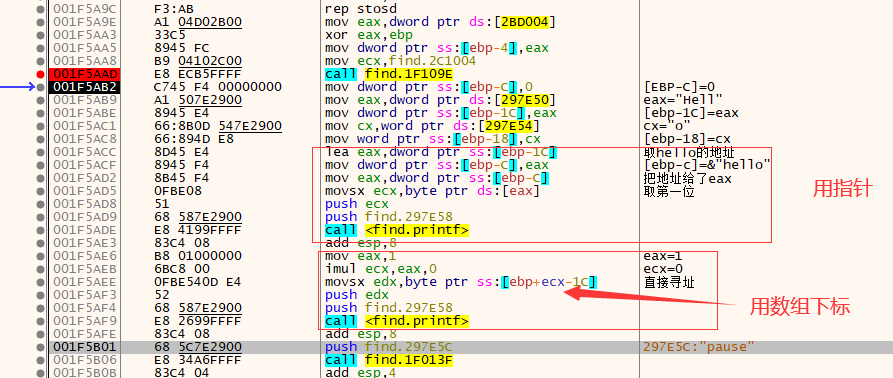 001F5A9C F3:AB rep stosd
001F5A9E A1 04D02B00 mov eax,dword ptr ds:[2BD004]
001F5AA3 33C5 xor eax,ebp
001F5AA5 8945 FC mov dword ptr ss:[ebp-4],eax
001F5AA8 B9 04102C00 mov ecx,find.2C1004
001F5AAD E8 ECB5FFFF call find.1F109E
001F5AB2 C745 F4 00000000 mov dword ptr ss:[ebp-C],0 [EBP-C]=0
001F5AB9 A1 507E2900 mov eax,dword ptr ds:[297E50] eax="Hell"
001F5ABE 8945 E4 mov dword ptr ss:[ebp-1C],eax [ebp-1C]=eax
001F5AC1 66:8B0D 547E2900 mov cx,word ptr ds:[297E54] cx="o"
001F5AC8 66:894D E8 mov word ptr ss:[ebp-18],cx [ebp-18]=cx
001F5ACC 8D45 E4 lea eax,dword ptr ss:[ebp-1C] 取hello的地址
001F5ACF 8945 F4 mov dword ptr ss:[ebp-C],eax [ebp-c]=&"hello"
001F5AD2 8B45 F4 mov eax,dword ptr ss:[ebp-C] 把地址给了eax
001F5AD5 0FBE08 movsx ecx,byte ptr ds:[eax] 取第一位
用指针
001F5AD8 51 push ecx
001F5AD9 68 587E2900 push find.297E58
001F5ADE E8 4199FFFF call <find.printf>
001F5AE3 83C4 08 add esp,8
001F5AE6 B8 01000000 mov eax,1 eax=1
001F5AEB 6BC8 00 imul ecx,eax,0 ecx=0
001F5AEE 0FBE540D E4 movsx edx,byte ptr ss:[ebp+ecx-1C] 直接寻址
001F5AF3 52 push edx
001F5AF4 68 587E2900 push find.297E58
用数组下标
001F5AF9 E8 2699FFFF call <find.printf>
001F5AFE 83C4 08 add esp,8
001F5B01 68 5C7E2900 push find.297E5C 297E5C:"pause"
001F5B06 E8 34A6FFFF call find.1F013F
001F5B0B 83C4 04 add esp,4